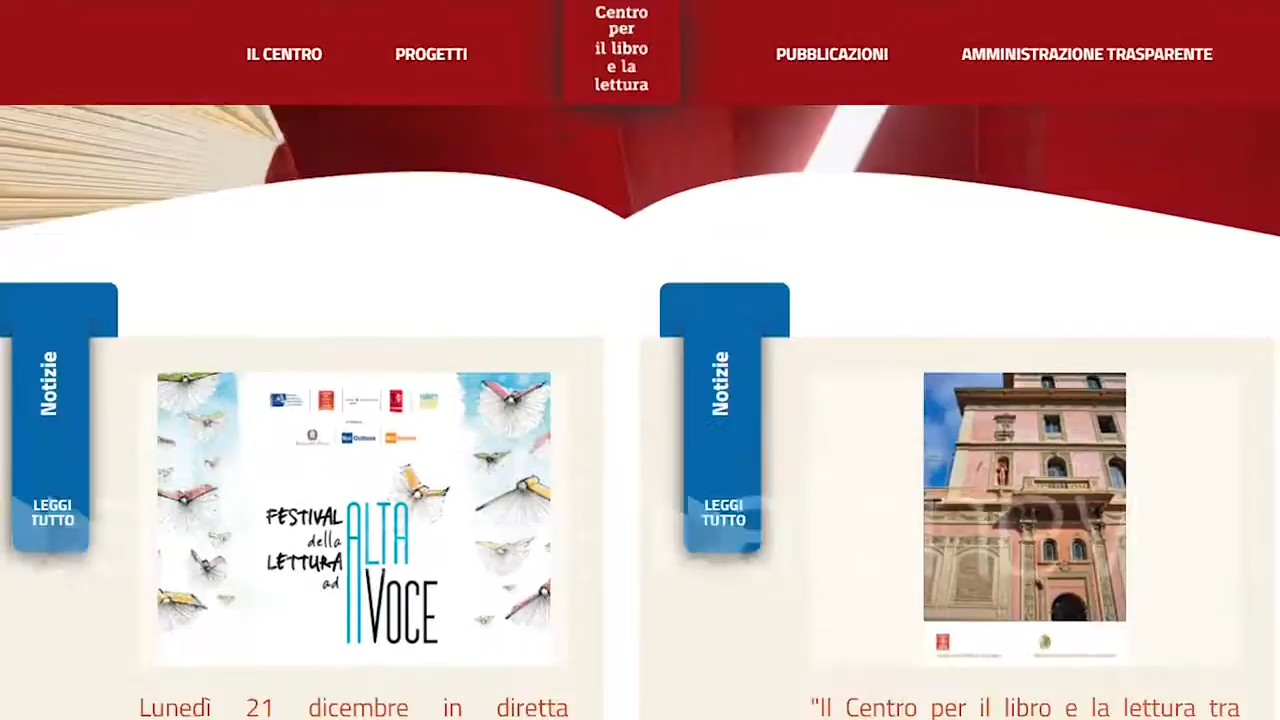 Centro
per
il libro
e la
lettura
IL CENTRO
PROGETTI
PUBBLICAZIONI
AMMINISTRAZIONE TRASPARENTE
Notizie
LEGGI
TUTTO
FESTIVAL
della
LETTURA
ad
ALTA
VOCE
Lunedì 21 dicembre in diretta
Notizie
LEGGI
TUTTO
"Il Centro per il libro e la lettura tra